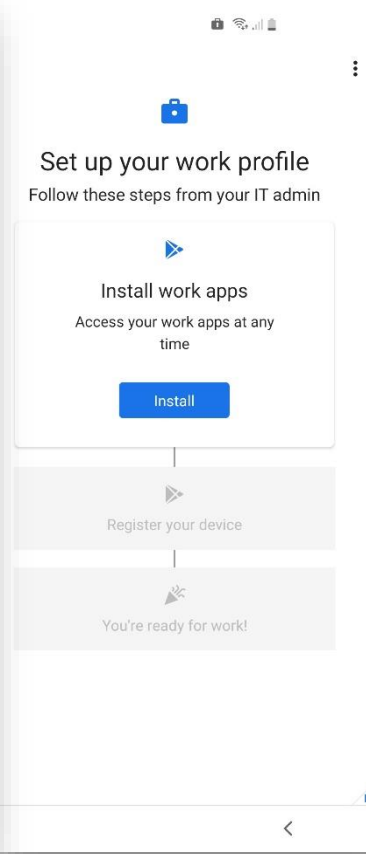 Set up your work profile
Follow these steps from your IT admin
Install work apps
Access your work apps at any
time
Install
Register your device
You're ready for work!